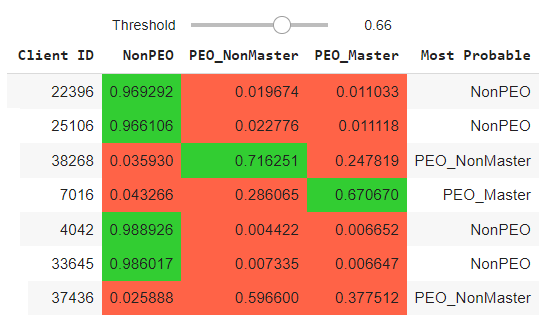 Threshold 0.66
Client ID NonPEO PEO_NonMaster PEO_Master Most Probable
22396 0.969292 0.019674 0.011033 NonPEO
25106 0.966106 0.022776 0.011118 NonPEO
38268 0.035930 0.716251 0.247819 PEO_NonMaster
7016 0.043266 0.286065 0.670670 PEO_Master
4042 0.988926 0.004422 0.006652 NonPEO
33645 0.986017 0.007335 0.006647 NonPEO
37436 0.025888 0.596600 0.377512 PEO_NonMaster